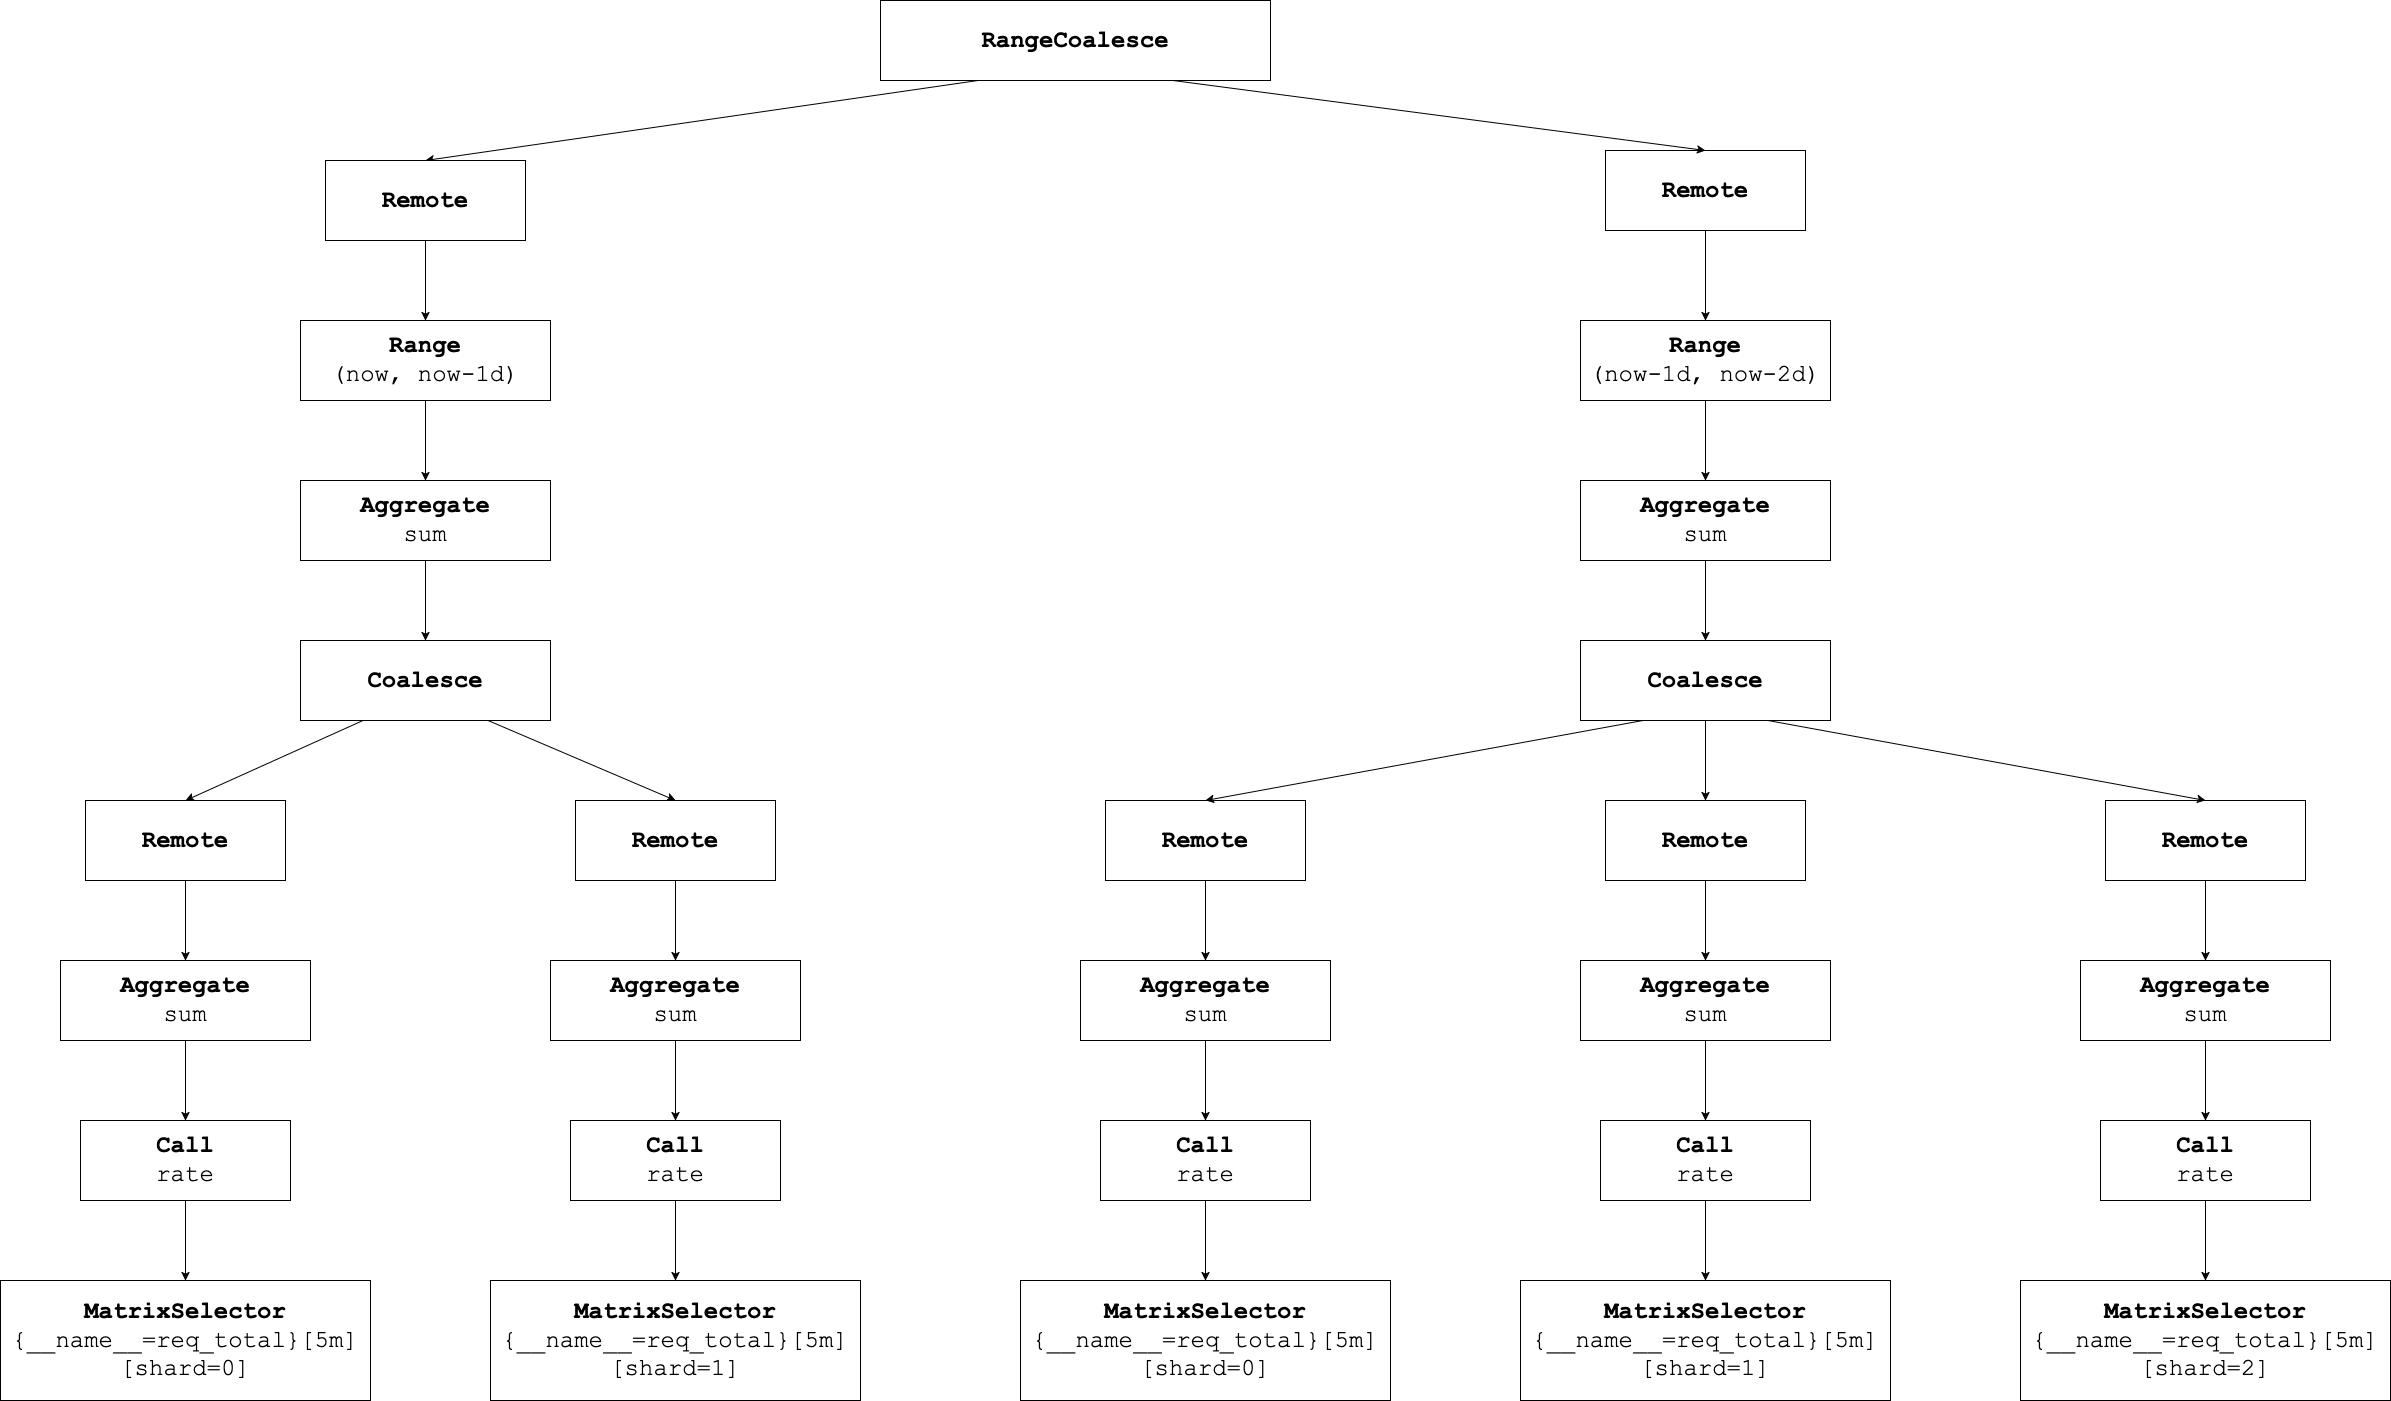 RangeCoalesce
Remote
Remote
Range
(now, now-1d)
Range
(now-1d, now-2d)
Aggregate
sum
Aggregate
sum
Coalesce
Coalesce
Remote
Remote
Remote
Remote
Remote
Aggregate
sum
Aggregate
sum
Aggregate
sum
Aggregate
sum
Aggregate
sum
Call
rate
Call
rate
Call
rate
Call
rate
Call
rate
MatrixSelector
{__name__=req_total}[5m]
[shard=0]
MatrixSelector
{__name__=req_total}[5m]
[shard=1]
MatrixSelector
{__name__=req_total}[5m]
[shard=0]
MatrixSelector
{__name__=req_total}[5m]
[shard=1]
MatrixSelector
{__name__=req_total}[5m]
[shard=2]